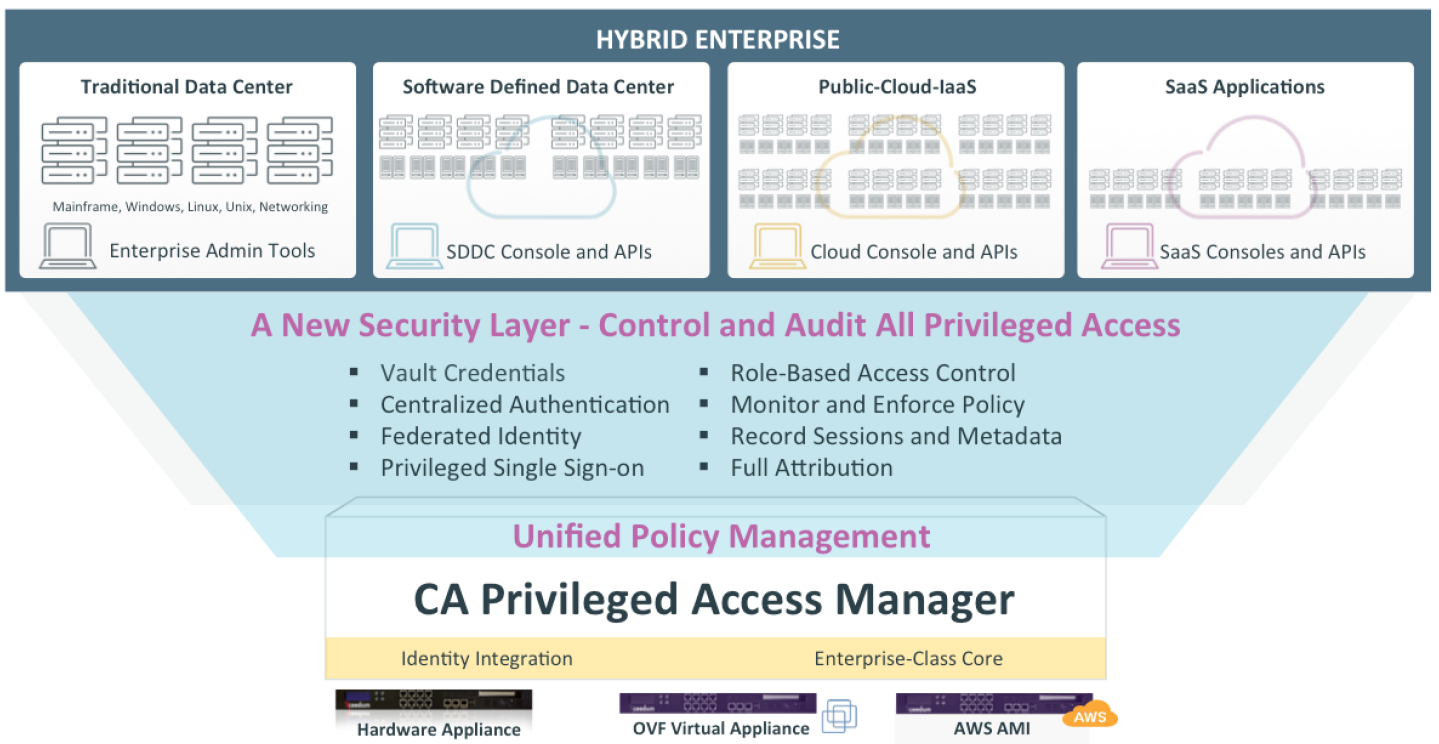 HYBRID ENTERPRISE
Traditional Data Center
Mainframe, Windows, Linux, Unix, Networking
Enterprise Admin Tools
Software Defined Data Center
SDDC Console and APIs
Public-Cloud-IaaS
Cloud Console and APIs
SaaS Applications
SaaS Consoles and APIs
A New Security Layer - Control and Audit All Privileged Access
▪ Vault Credentials
▪ Centralized Authentication
▪ Federated Identity
▪ Privileged Single Sign-on
▪ Role-Based Access Control
▪ Monitor and Enforce Policy
▪ Record Sessions and Metadata
▪ Full Attribution
Unified Policy Management
CA Privileged Access Manager
Identity Integration
Enterprise-Class Core
Hardware Appliance
OVF Virtual Appliance
AWS AMI
AWS